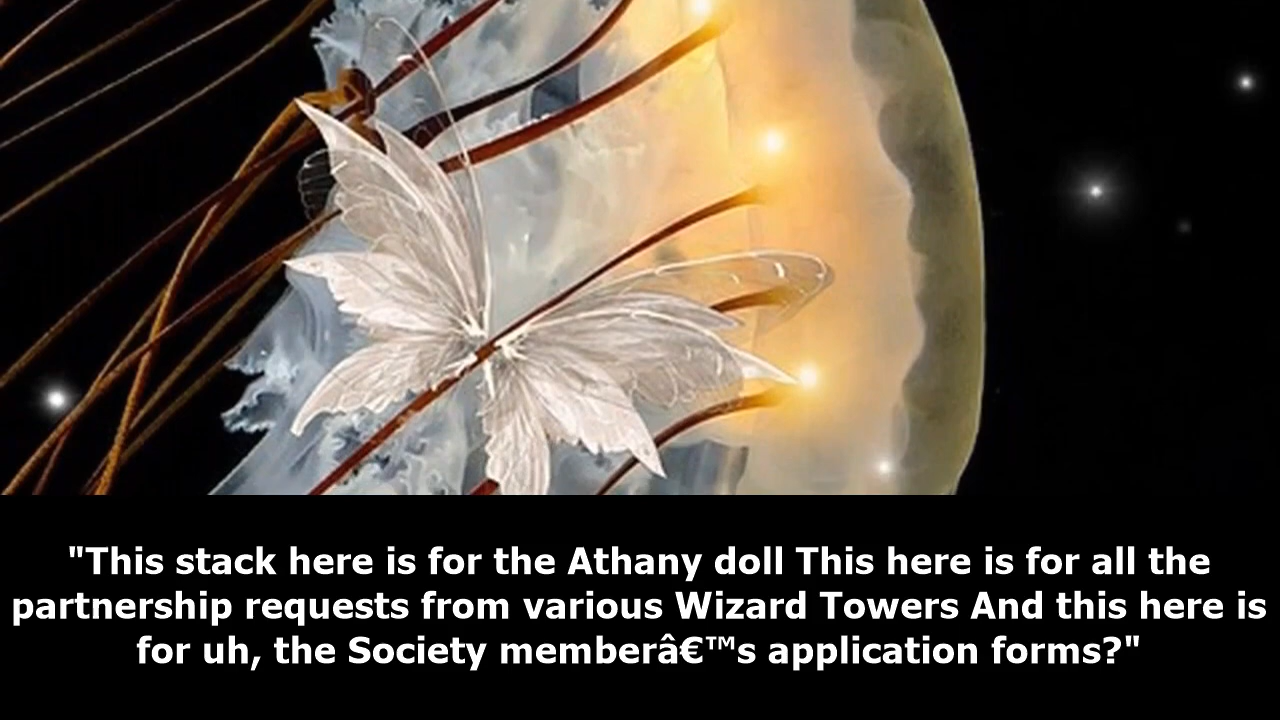 "This stack here is for the Athany doll This here is for all the
partnership requests from various Wizard Towers And this here is
for uh, the Society memberâ€™s application forms?"